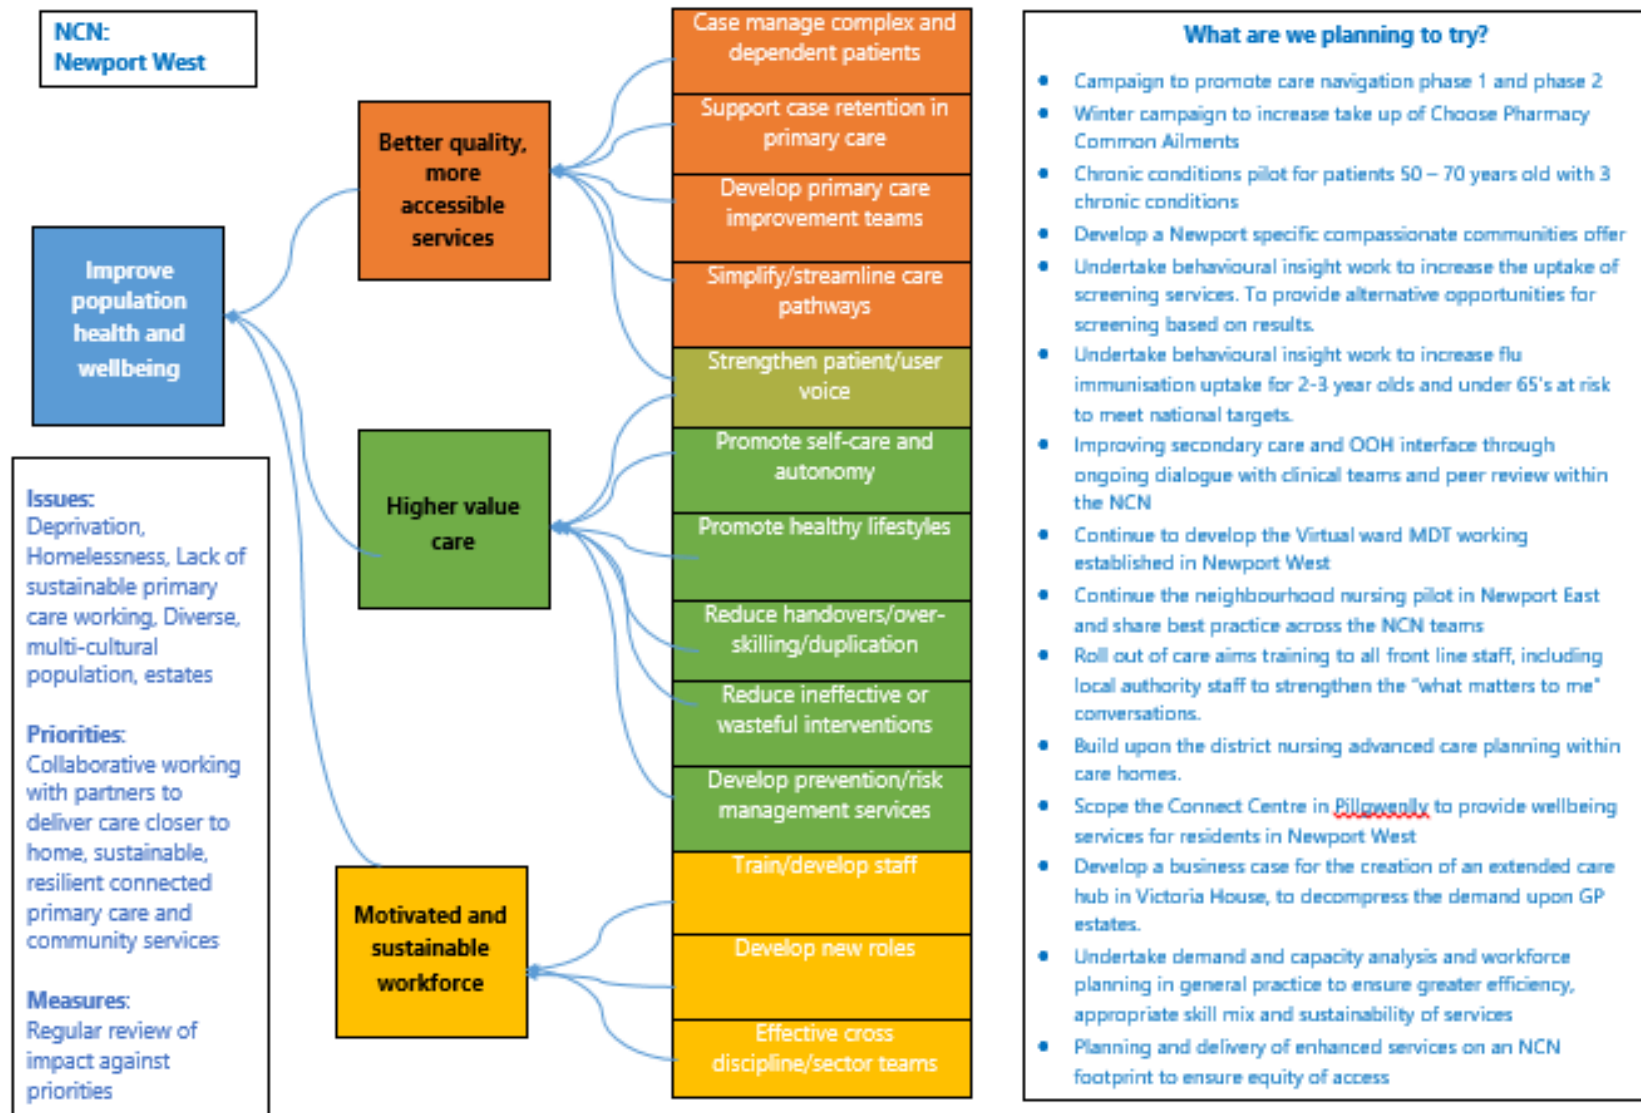 NCN:
Newport West
Improve
population
health and
wellbeing
Issues:
Deprivation,
Homelessness, Lack of
sustainable primary
care working, Diverse,
multi-cultural
population, estates
Priorities:
Collaborative working
with partners to
deliver care closer to
home, sustainable,
resilient connected
primary care and
community services
Measures:
Regular review of
impact against
priorities
Better quality,
more
accessible
services
Higher value
care
Motivated and
sustainable
workforce
Case manage complex and
dependent patients
Support case retention in
primary care
Develop primary care
improvement teams
Simplify/streamline care
pathways
Strengthen patient/user
voice
Promote self-care and
autonomy
Promote healthy lifestyles
Reduce handovers/over-
skilling/duplication
Reduce ineffective or
wasteful interventions
Develop prevention/risk
management services
Train/develop staff
Develop new roles
Effective cross
discipline/sector teams
What are we planning to try?
• Campaign to promote care navigation phase 1 and phase 2
• Winter campaign to increase take up of Choose Pharmacy
Common Ailments
• Chronic conditions pilot for patients 50 – 70 years old with 3
chronic conditions
• Develop a Newport specific compassionate communities offer
• Undertake behavioural insight work to increase the uptake of
screening services. To provide alternative opportunities for
screening based on results.
• Undertake behavioural insight work to increase flu
immunisation uptake for 2-3 year olds and under 65's at risk
to meet national targets.
• Improving secondary care and OOH interface through
ongoing dialogue with clinical teams and peer review within
the NCN
• Continue to develop the Virtual ward MDT working
established in Newport West
• Continue the neighbourhood nursing pilot in Newport East
and share best practice across the NCN teams
• Roll out of care aims training to all front line staff, including
local authority staff to strengthen the "what matters to me"
conversations.
• Build upon the district nursing advanced care planning within
care homes.
• Scope the Connect Centre in Pillgwenlly to provide wellbeing
services for residents in Newport West
• Develop a business case for the creation of an extended care
hub in Victoria House, to decompress the demand upon GP
estates.
• Undertake demand and capacity analysis and workforce
planning in general practice to ensure greater efficiency,
appropriate skill mix and sustainability of services
• Planning and delivery of enhanced services on an NCN
footprint to ensure equity of access